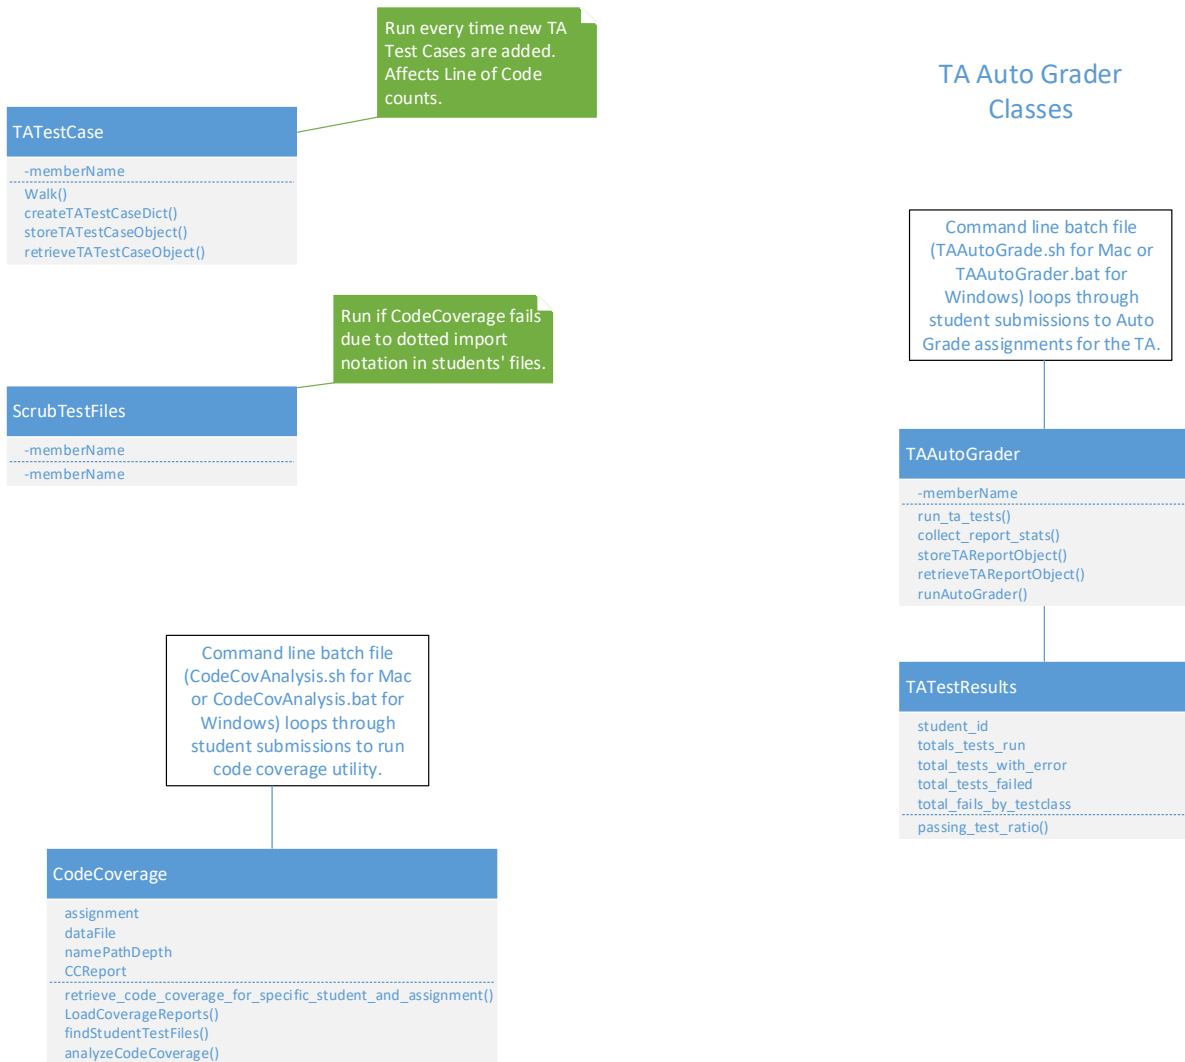 Run every time new TA
Test Cases are added.
Affects Line of Code
counts.
TA Auto Grader
Classes
TATestCase
-memberName
Walk()
createTATestCaseDict()
storeTATestCaseObject()
retrieveTATestCaseObject()
Command line batch file
(TAAutoGrade.sh for Mac or
TAAutoGrader.bat for
Windows) loops through
student submissions to Auto
Grade assignments for the TA.
Run if CodeCoverage fails
due to dotted import
notation in students' files.
ScrubTestFiles
-memberName
-memberName
TAAutoGrader
-memberName
run_ta_tests()
collect_report_stats()
storeTAReportObject()
retrieveTAReportObject()
runAutoGrader()
Command line batch file
(CodeCovAnalysis.sh for Mac
or CodeCovAnalysis.bat for
Windows) loops through
student submissions to run
code coverage utility.
TATestResults
student_id
totals_tests_run
total_tests_with_error
total_tests_failed
total_fails_by_testclass
passing_test_ratio()
CodeCoverage
assignment
dataFile
namePathDepth
CCReport
retrieve_code_coverage_for_specific_student_and_assignment()
LoadCoverageReports()
findStudentTestFiles()
analyzeCodeCoverage()